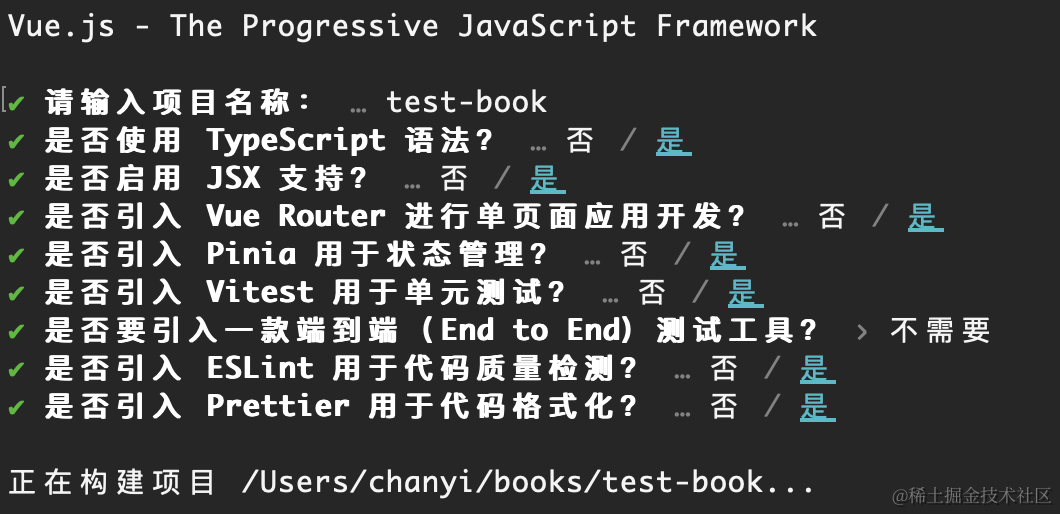 Vue.js - The Progressive JavaScript Framework
✔ 请输入项目名称： … test-book
✔ 是否使用 TypeScript 语法？ … 否 / 是
✔ 是否启用 JSX 支持？ … 否 / 是
✔ 是否引入 Vue Router 进行单页面应用开发？ … 否 / 是
✔ 是否引入 Pinia 用于状态管理？ … 否 / 是
✔ 是否引入 Vitest 用于单元测试？ … 否 / 是
✔ 是否要引入一款端到端（End to End）测试工具？ › 不需要
✔ 是否引入 ESLint 用于代码质量检测？ … 否 / 是
✔ 是否引入 Prettier 用于代码格式化？ … 否 / 是
正在构建项目 /Users/chanyi/books/test-book...
@稀土掘金技术社区